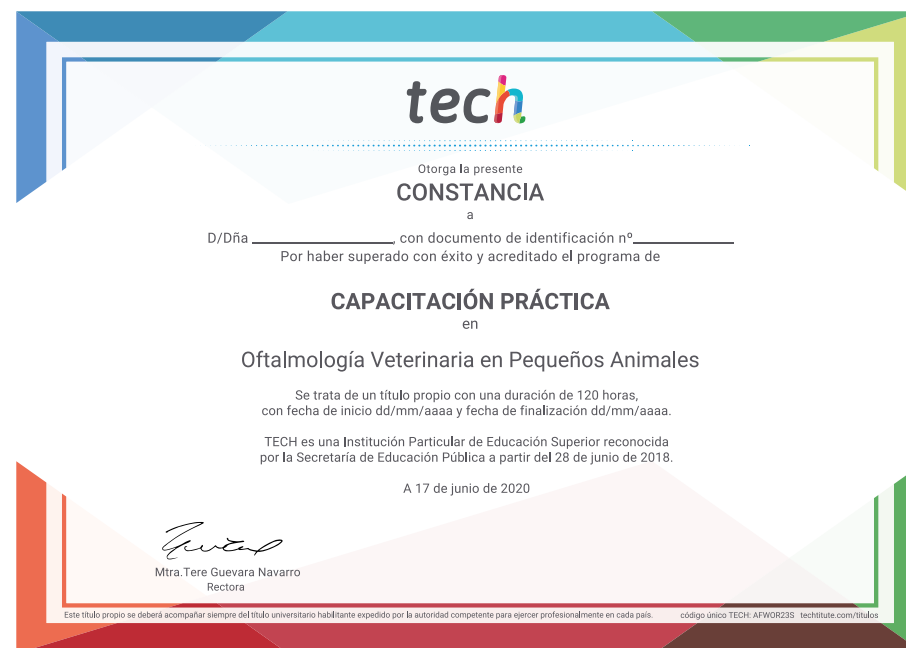 tech
Otorga la presente
CONSTANCIA
a
D/Dña ____________________, con documento de identificación nº______________
Por haber superado con éxito y acreditado el programa de
CAPACITACIÓN PRÁCTICA
en
Oftalmología Veterinaria en Pequeños Animales
Se trata de un título propio con una duración de 120 horas,
con fecha de inicio dd/mm/aaaa y fecha de finalización dd/mm/aaaa.
TECH es una Institución Particular de Educación Superior reconocida
por la Secretaría de Educación Pública a partir del 28 de junio de 2018.
A 17 de junio de 2020
Mtra.Tere Guevara Navarro
Rectora
Este título propio se deberá acompañar siempre del título universitario habilitante expedido por la autoridad competente para ejercer profesionalmente en cada país. código único TECH: AFWOR23S techtitute.com/titulos